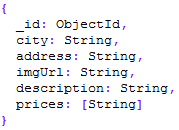 {
_id: ObjectId,
city: String,
address: String,
imgUrl: String,
description: String,
prices: [String]
}